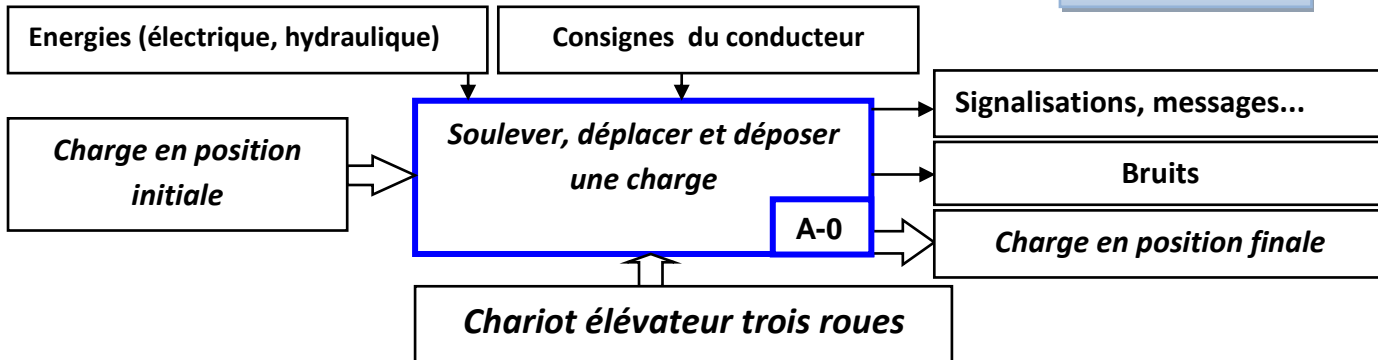 Energies (électrique, hydraulique)
Consignes du conducteur
Signalisations, messages...
Soulever, déplacer et déposer
une charge
Charge en position
initiale
Bruits
A-0
Charge en position finale
Chariot élévateur trois roues